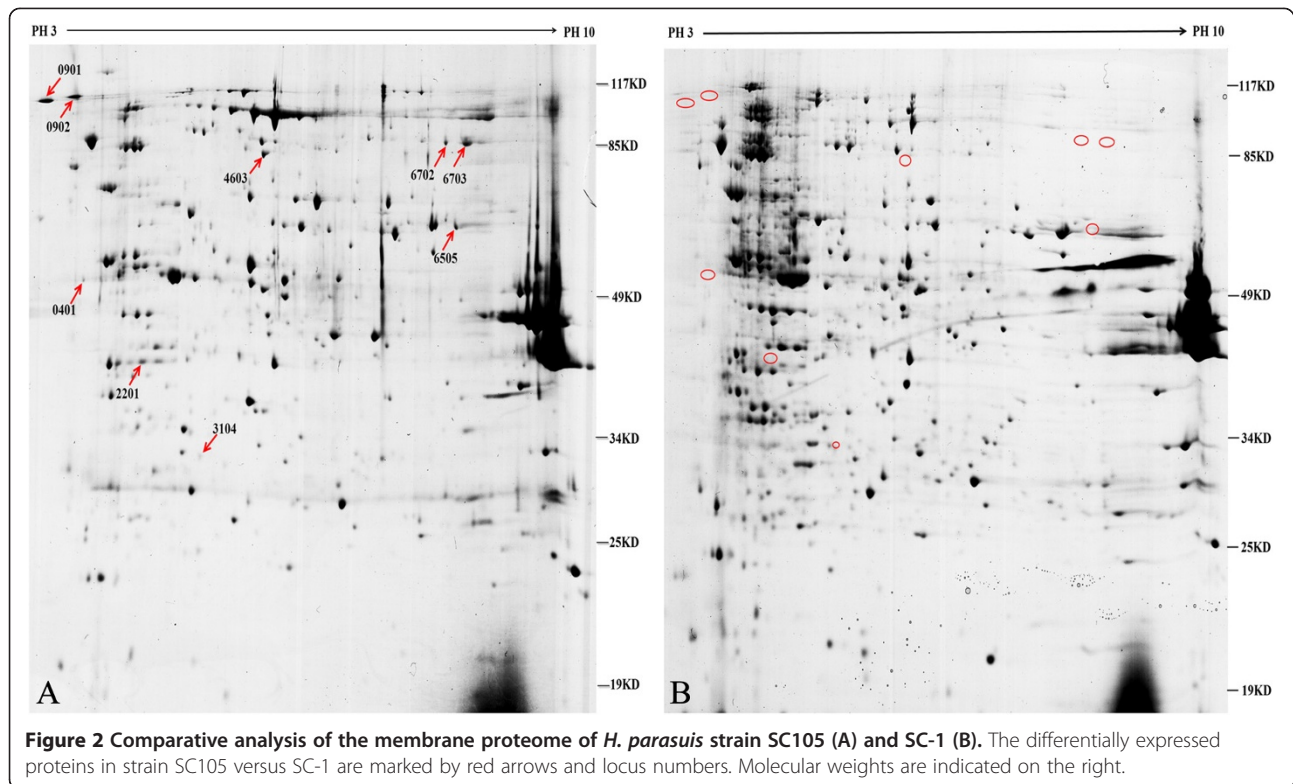 PH 3
PH 10
PH 3
PH 10
0901
0902
4603
6702
6703
6505
0401
2201
3104
117KD
85KD
49KD
34KD
25KD
19KD
A
117KD
85KD
49KD
34KD
25KD
19KD
B
Figure 2 Comparative analysis of the membrane proteome of H. parasuis strain SC105 (A) and SC-1 (B). The differentially expressed
proteins in strain SC105 versus SC-1 are marked by red arrows and locus numbers. Molecular weights are indicated on the right.